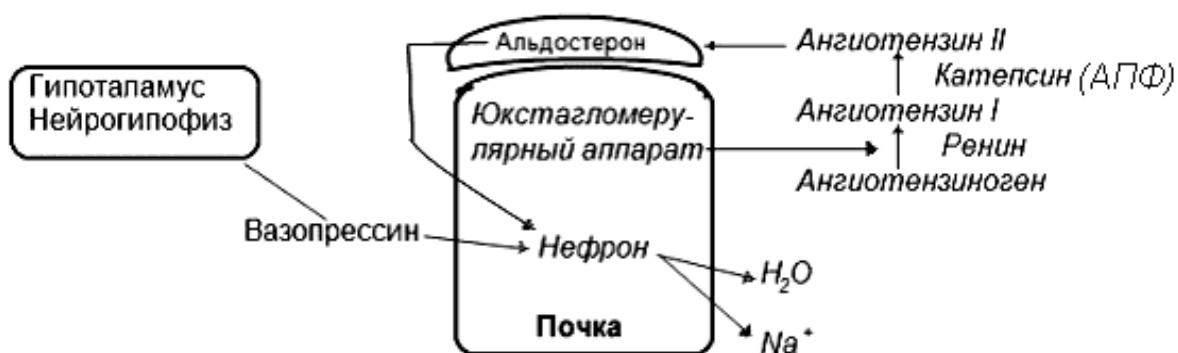 Альдостерон
Ангиотензин II
Катепсин (АПФ)
Гипоталамус
Нейрогипофиз
Юкстагломеру-
лярный аппарат
Ангиотензин I
Ренин
Ангиотензиноген
Вазопрессин
Нефрон
H₂O
Почка
Na⁺